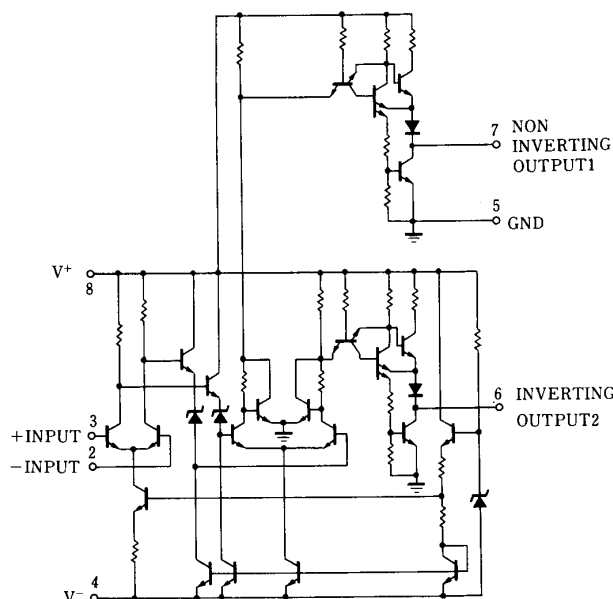 7 NON
INVERTING
OUTPUT1
5
GND
V+
8
6 INVERTING
OUTPUT2
3
+INPUT
2
−INPUT
4
V−